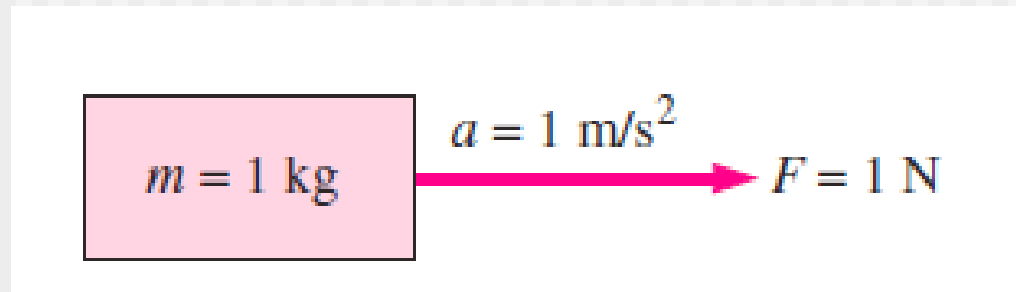 a = 1 m/s²
m = 1 kg
F = 1 N